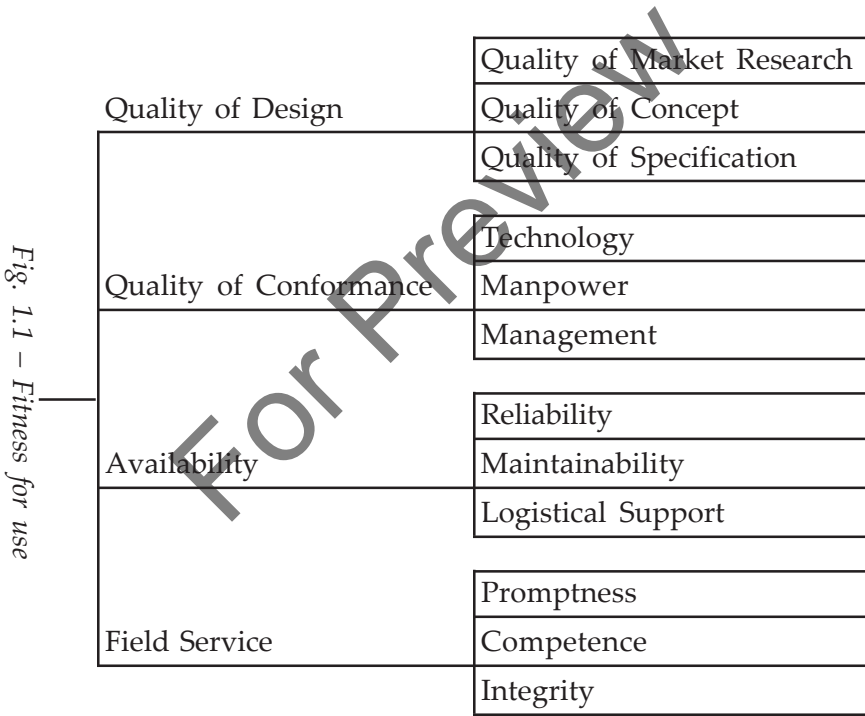 Quality of Design
Quality of Market Research
Quality of Concept
Quality of Specification
Quality of Conformance
Technology
Manpower
Management
Availability
Reliability
Maintainability
Logistical Support
Field Service
Promptness
Competence
Integrity
Fig. 1.1 – Fitness for use
For Preview